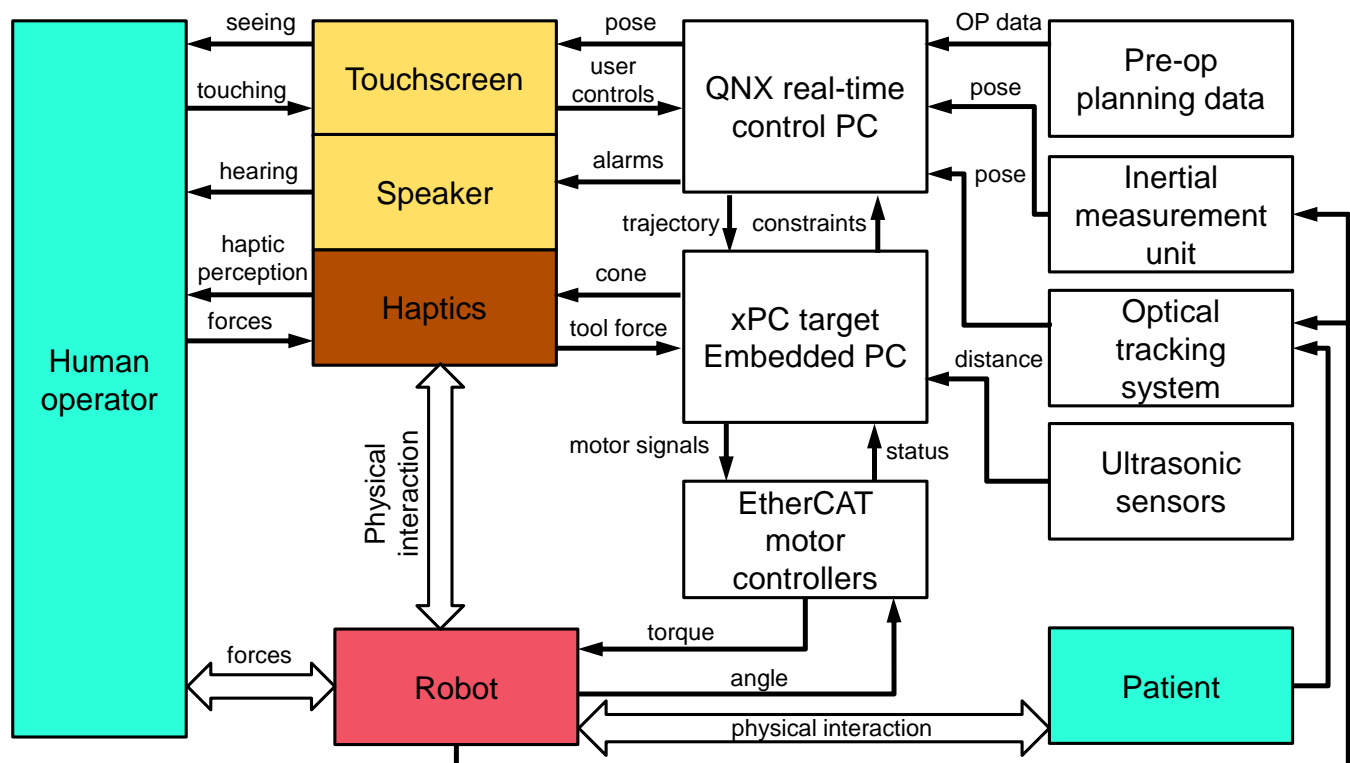 seeing
pose
OP data
Touchscreen
QNX real-time
control PC
Pre-op
planning data
touching
user
controls
pose
hearing
Speaker
alarms
pose
Inertial
measurement
unit
trajectory
constraints
haptic
perception
Haptics
cone
xPC target
Embedded PC
Optical
tracking
system
forces
tool force
distance
Human
operator
motor signals
status
Ultrasonic
sensors
Physical
interaction
EtherCAT
motor
controllers
forces
Robot
torque
angle
Patient
physical interaction